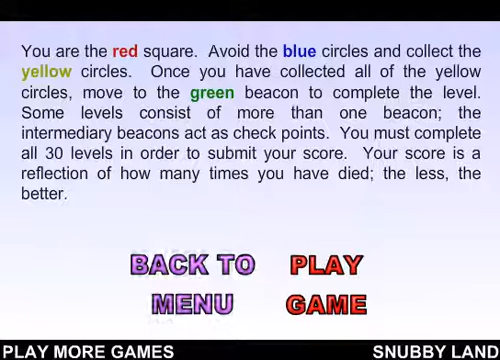 You are the red square. Avoid the blue circles and collect the
yellow circles. Once you have collected all of the yellow
circles, move to the green beacon to complete the level.
Some levels consist of more than one beacon; the
intermediary beacons act as check points. You must complete
all 30 levels in order to submit your score. Your score is a
reflection of how many times you have died; the less, the
better.
BACK TO
MENU
PLAY
GAME
PLAY MORE GAMES
SNUBBY LAND